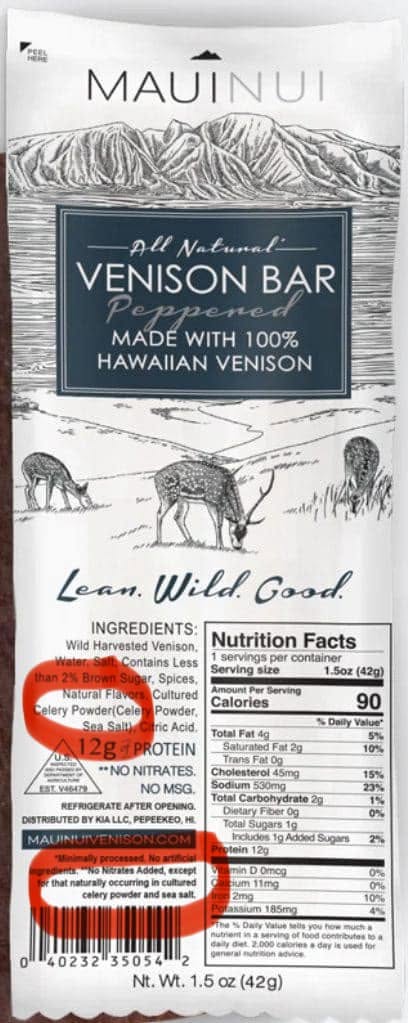 PEEL
HERE
MAUINUI
All Natural*
VENISON BAR
Peppered
MADE WITH 100%
HAWAIIAN VENISON
Lean. Wild. Good.
INGREDIENTS:
Wild Harvested Venison,
Water, Salt, Contains Less
than 2% Brown Sugar, Spices,
Natural Flavors, Cultured
Celery Powder(Celery Powder,
Sea Salt), Citric Acid.
12g of PROTEIN
**NO NITRATES.
NO MSG.
U.S.
INSPECTED
AND PASSED BY
DEPARTMENT OF
AGRICULTURE
EST. V46479
REFRIGERATE AFTER OPENING.
DISTRIBUTED BY KIA LLC, PEPEEKEO, HI.
MAUINUIVENISON.COM
*Minimally processed. No artificial
ingredients. **No Nitrates Added, except
for that naturally occurring in cultured
celery powder and sea salt.
0 40232 35054 2
Nutrition Facts
1 servings per container
Serving size 1.5oz (42g)
Amount Per Serving
Calories 90
% Daily Value*
Total Fat 4g 5%
Saturated Fat 2g 10%
Trans Fat 0g
Cholesterol 45mg 15%
Sodium 530mg 23%
Total Carbohydrate 2g 1%
Dietary Fiber 0g 0%
Total Sugars 1g
Includes 1g Added Sugars 2%
Protein 12g
Vitamin D 0mcg 0%
Calcium 11mg 0%
Iron 2mg 10%
Potassium 185mg 4%
*The % Daily Value tells you how much a
nutrient in a serving of food contributes to a
daily diet. 2,000 calories a day is used for
general nutrition advice.
Nt. Wt. 1.5 oz (42g)